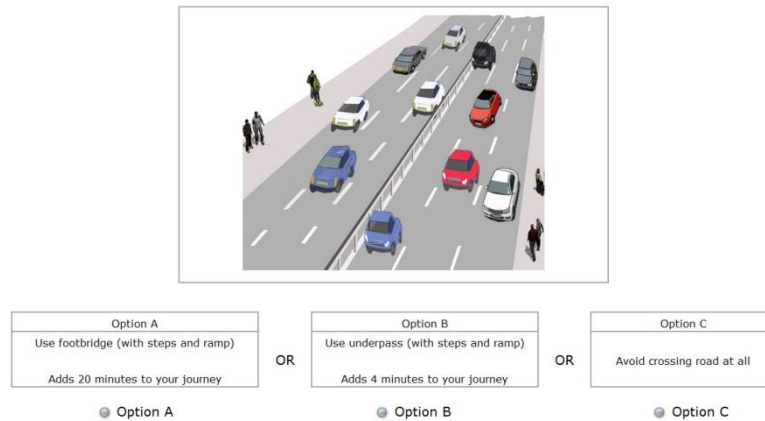 Option A
Use footbridge (with steps and ramp)
Adds 20 minutes to your journey
OR
Option B
Use underpass (with steps and ramp)
Adds 4 minutes to your journey
OR
Option C
Avoid crossing road at all
Option A
Option B
Option C